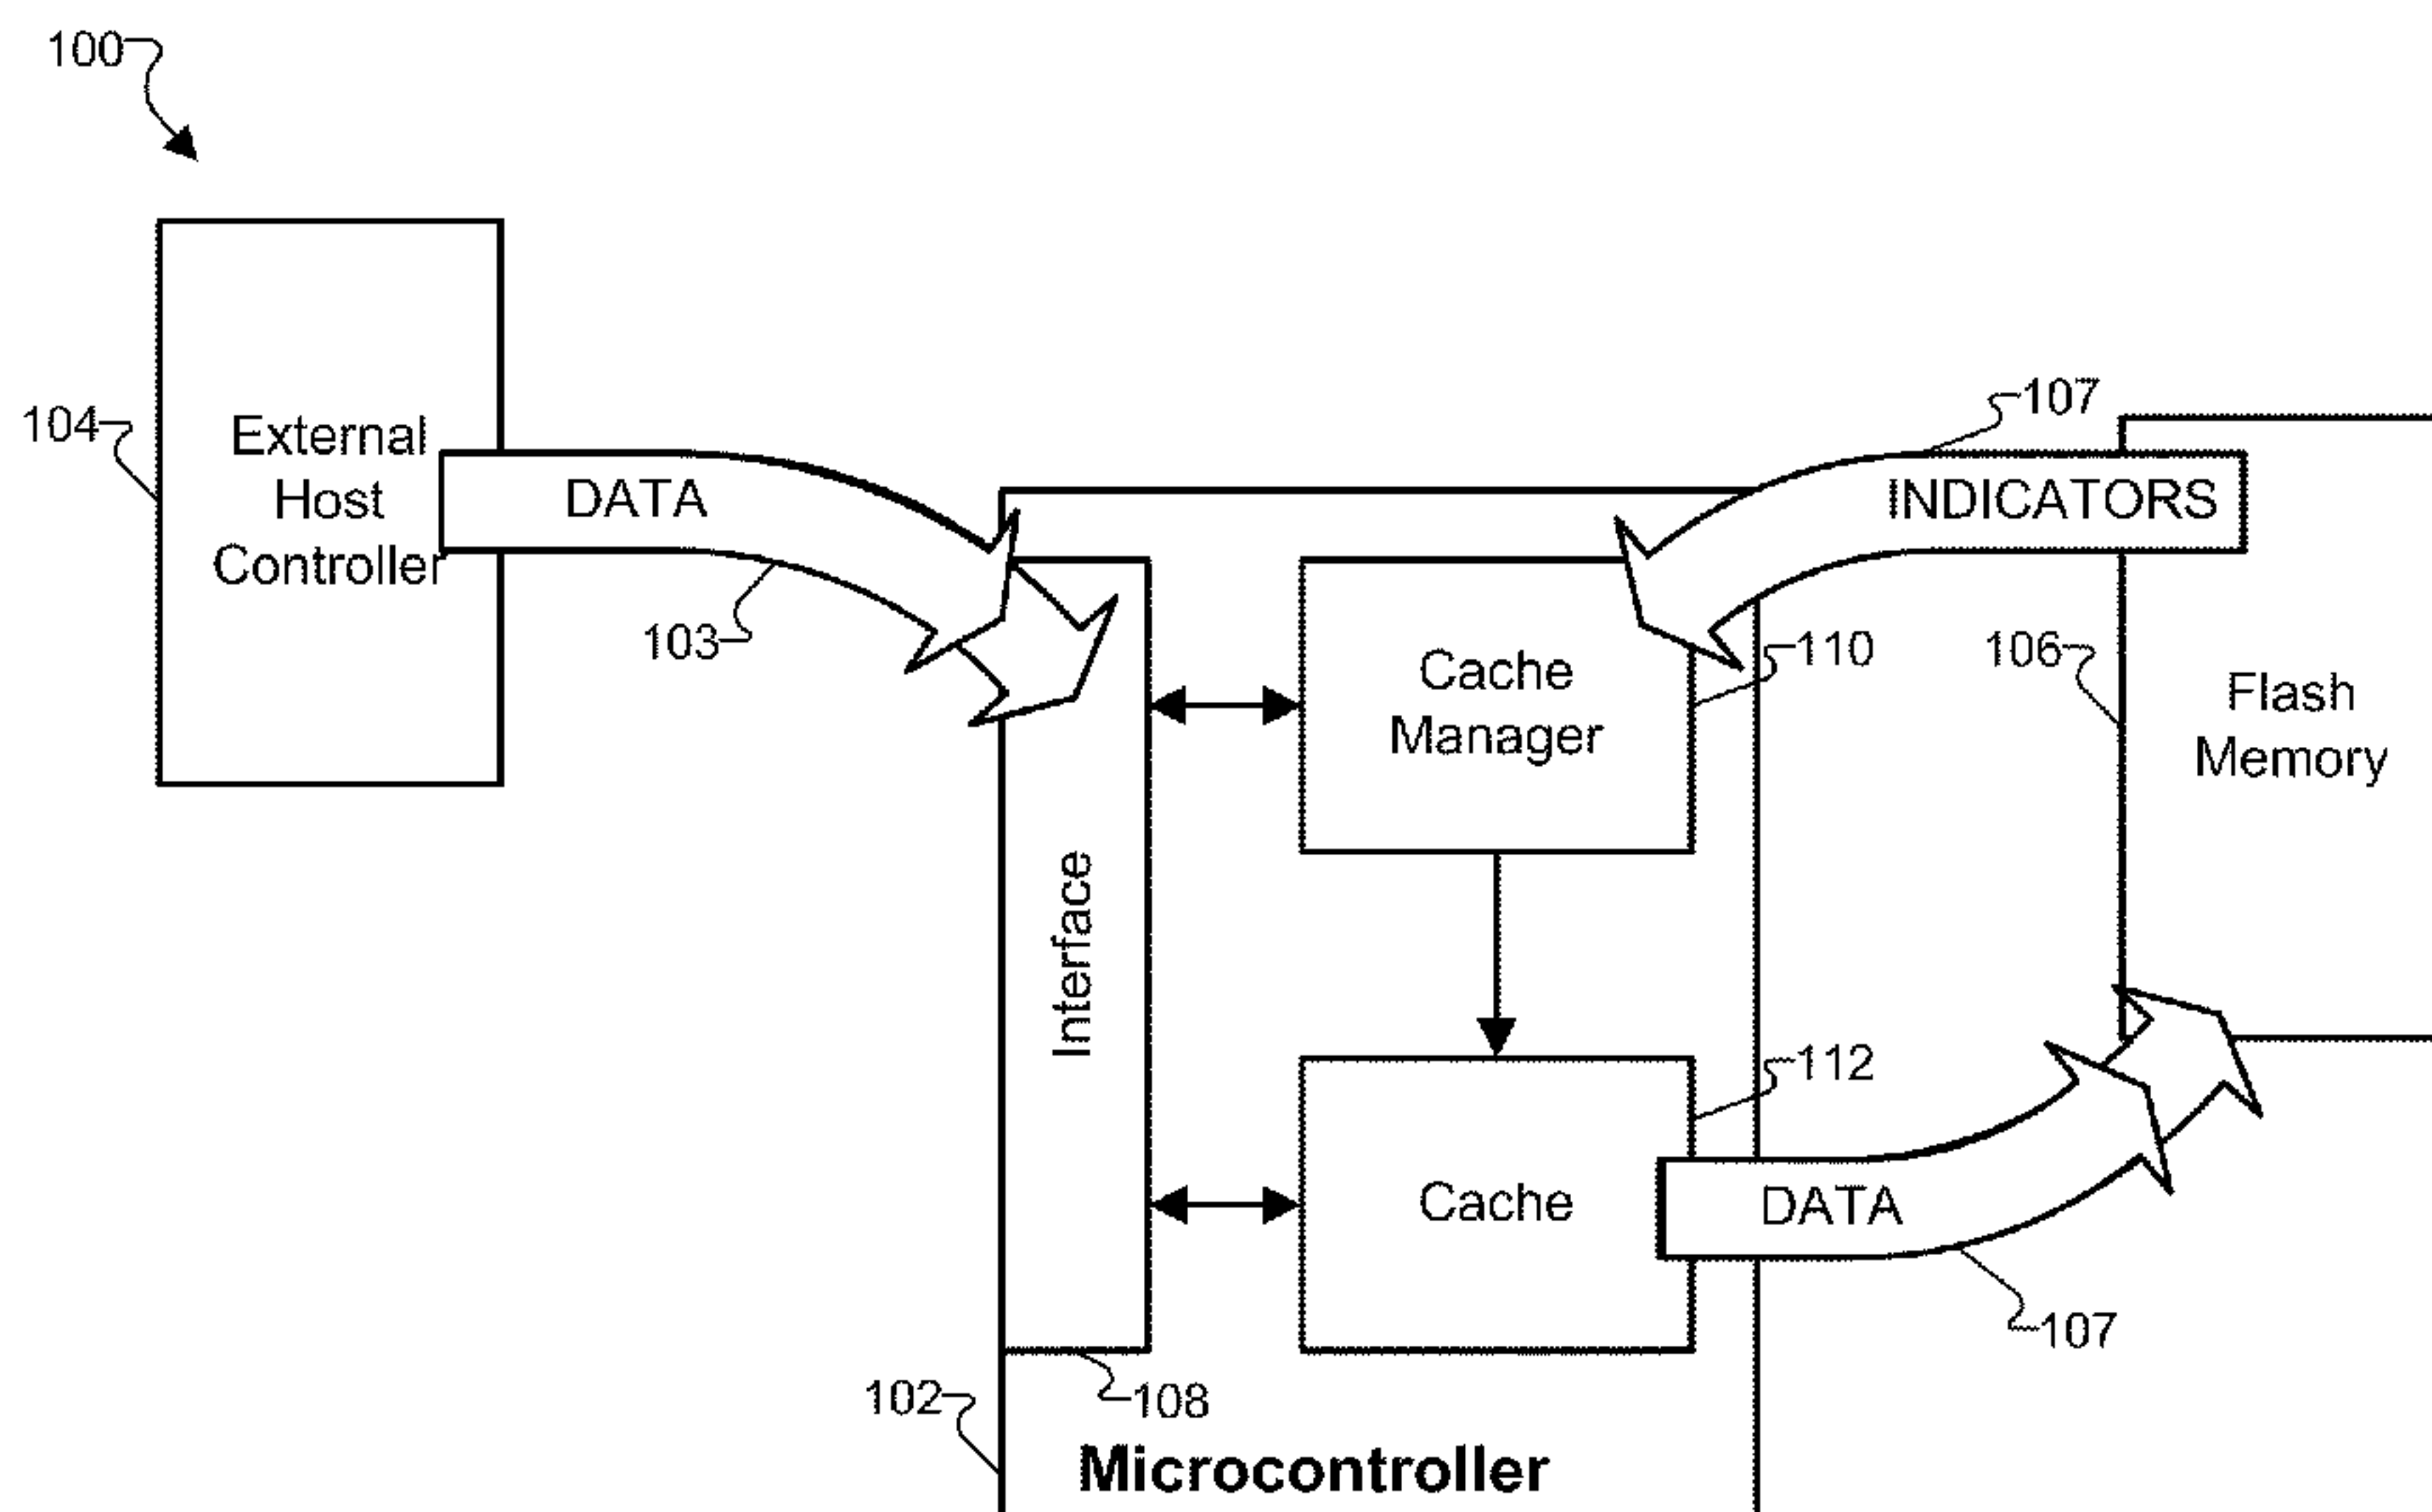 100
104
External
Host
Controller
DATA
103
107
INDICATORS
110
Cache
Manager
106
Flash
Memory
Interface
112
Cache
DATA
107
102
108
Microcontroller